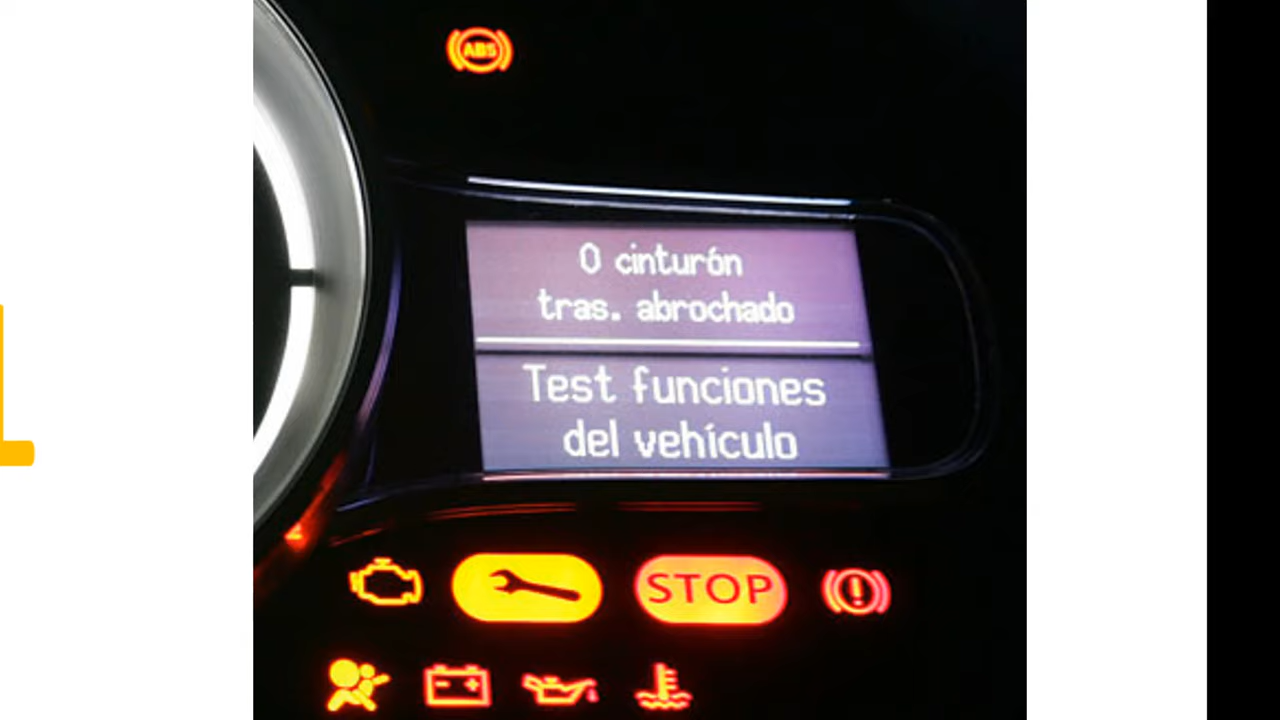 ABS
0 cinturón
tras. abrochado
Test funciones
del vehículo
STOP